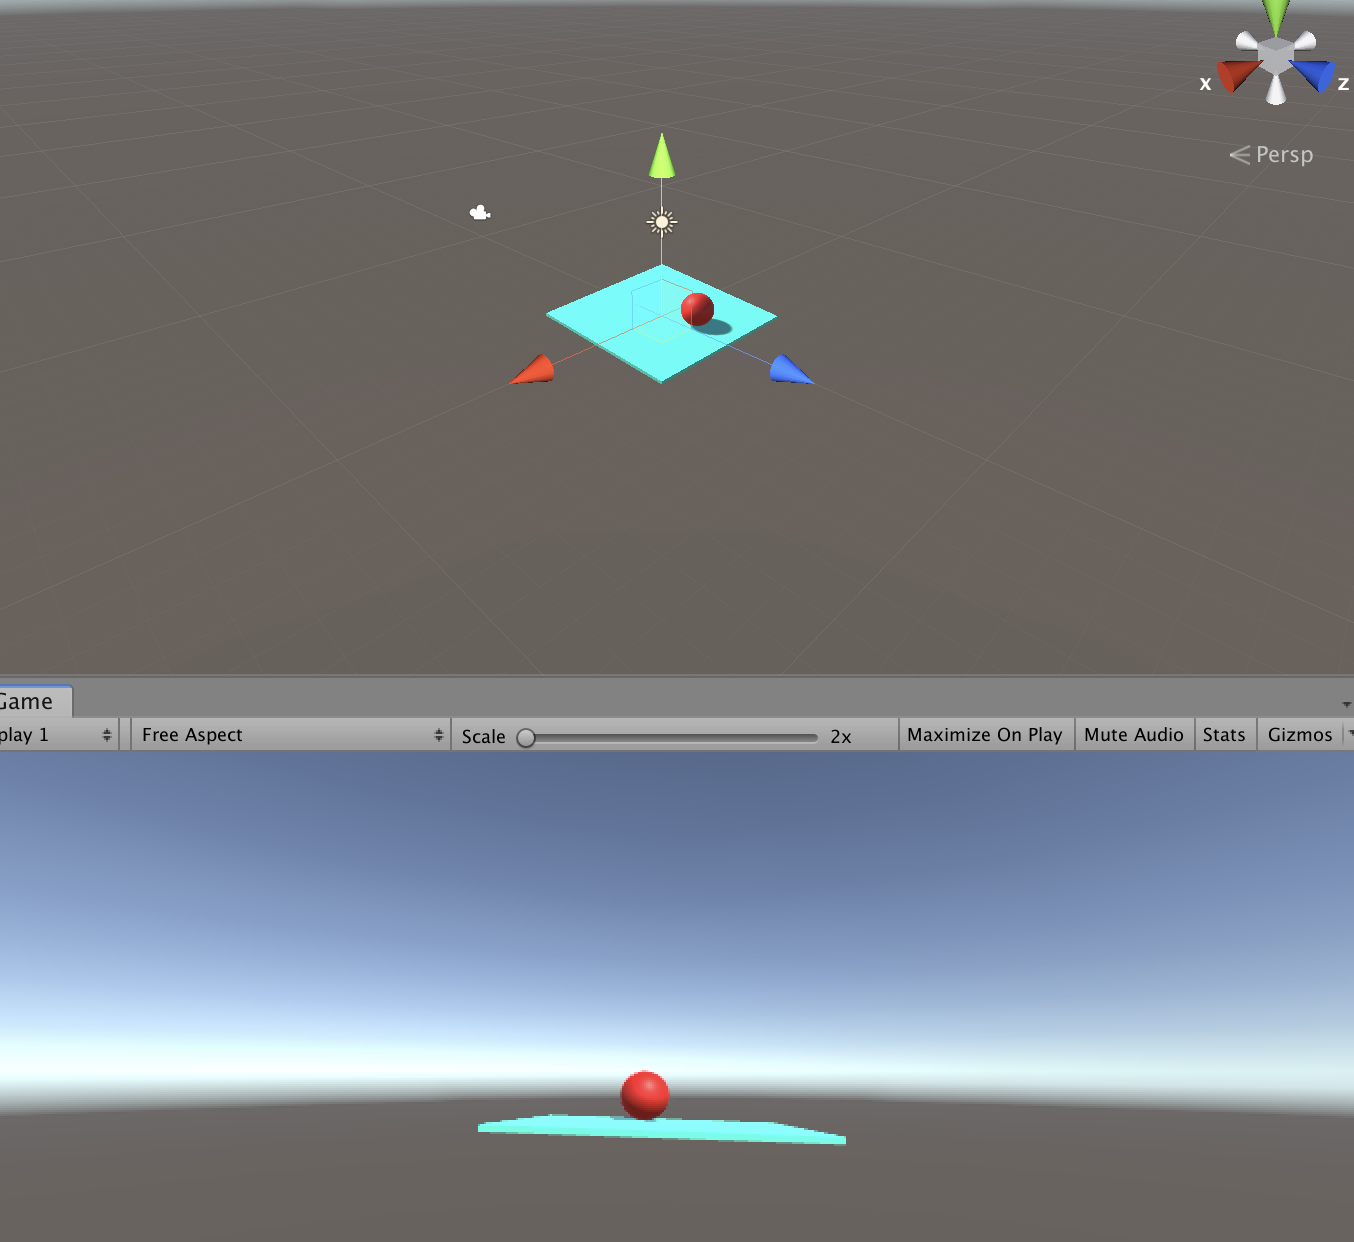 x
z
Persp
Game
play 1
Free Aspect
Scale
2x
Maximize On Play
Mute Audio
Stats
Gizmos